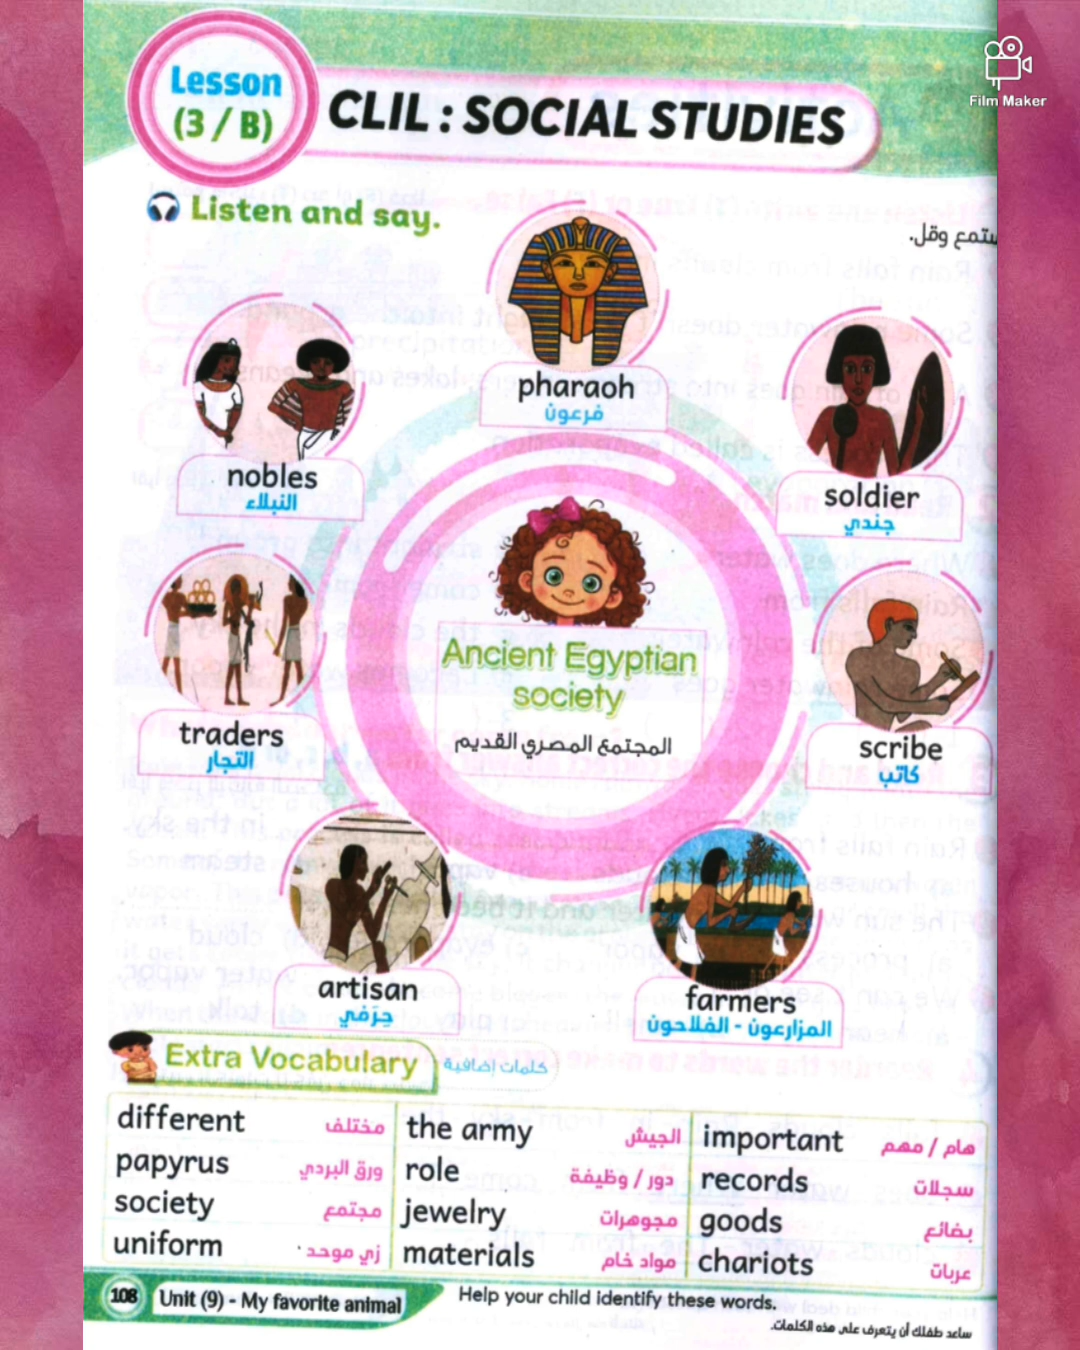 Film Maker
Lesson
(3 / B)
CLIL : SOCIAL STUDIES
Listen and say.
ستمع وقل.
pharaoh
فرعون
nobles
النبلاء
soldier
جندي
traders
التجار
Ancient Egyptian
society
المجتمع المصري القديم
scribe
كاتب
artisan
حِرَفي
farmers
المزارعون - الفلاحون
Extra Vocabulary
كلمات إضافية
different مختلف the army الجيش important هام / مهم
papyrus ورق البردي role دور / وظيفة records سجلات
society مجتمع jewelry مجوهرات goods بضائع
uniform زي موحد materials مواد خام chariots عربات
108 Unit (9) - My favorite animal Help your child identify these words.
ساعد طفلك أن يتعرف على هذه الكلمات.